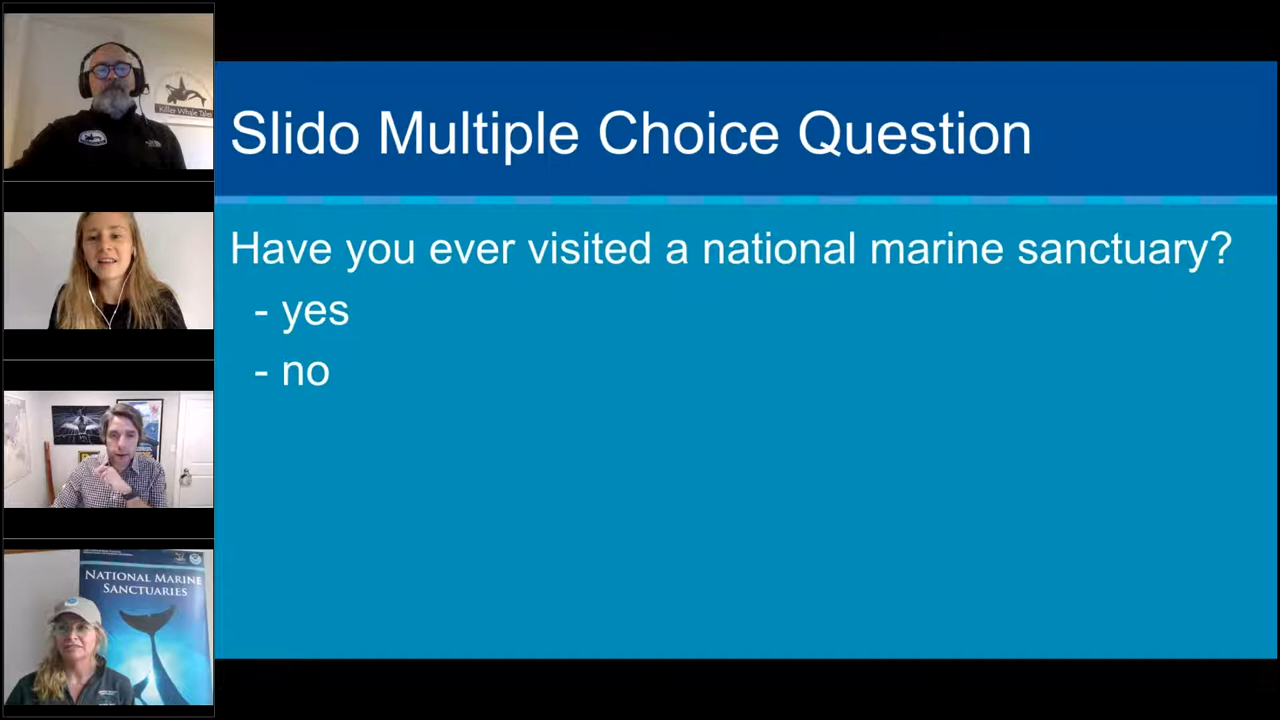 Killer Whale Tales
Slido Multiple Choice Question
Have you ever visited a national marine sanctuary?
- yes
- no
NATIONAL MARINE
SANCTUARIES